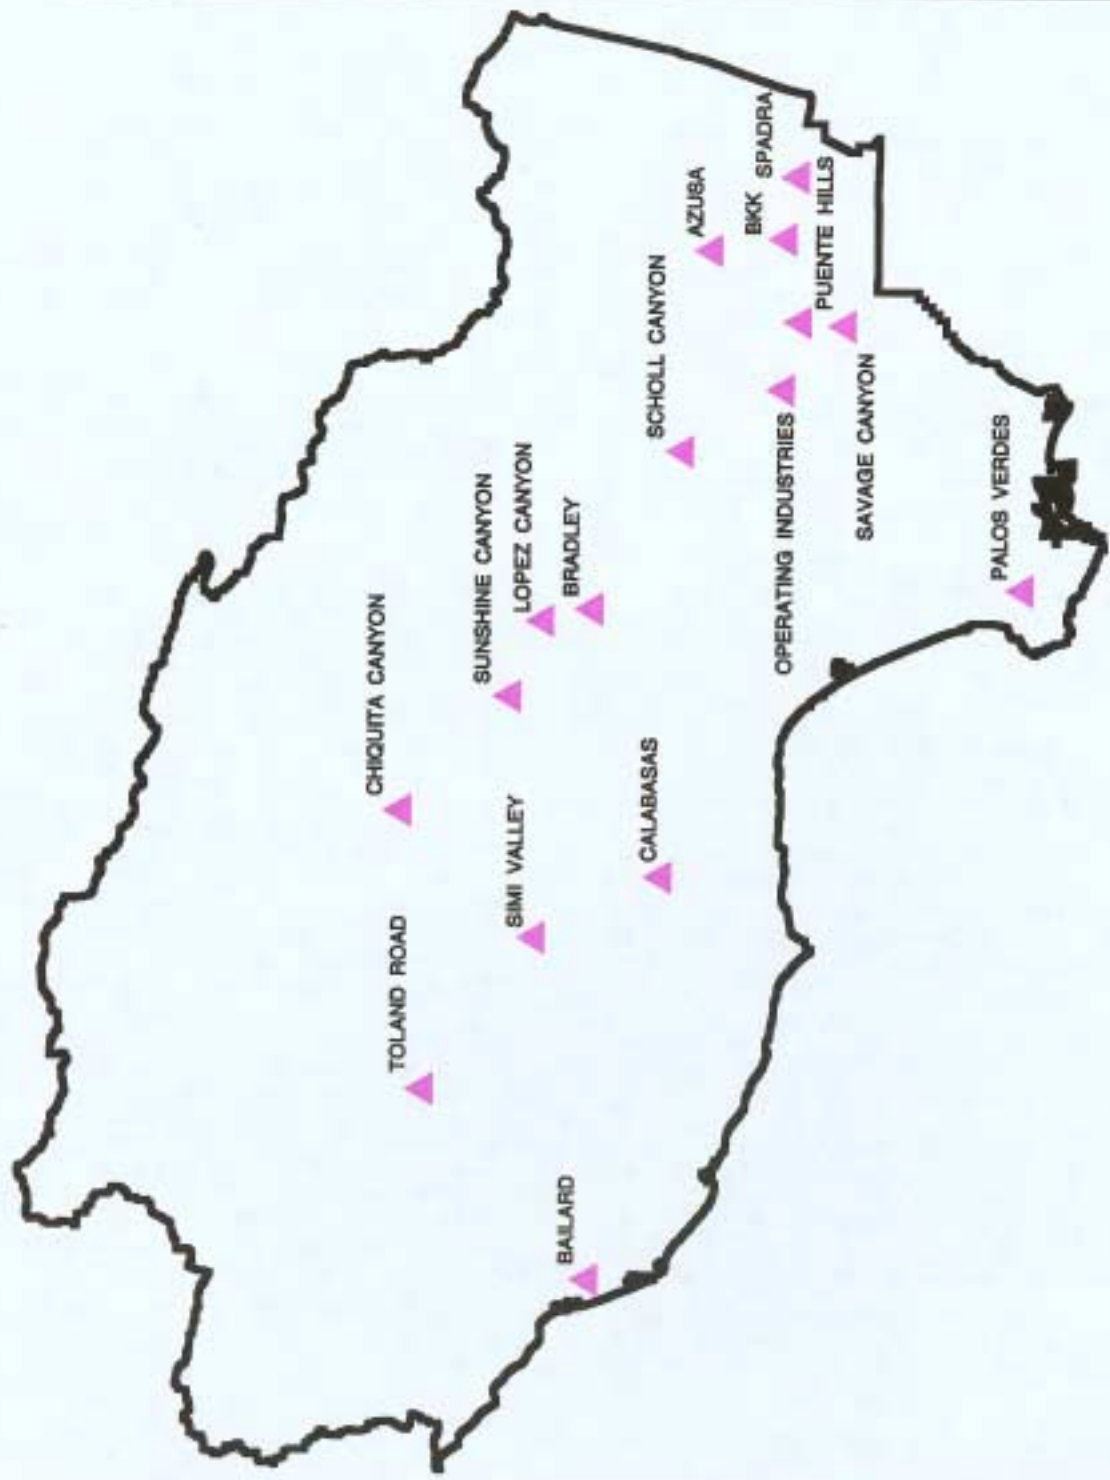 CHIQUITA CANYON
TOLAND ROAD
SUNSHINE CANYON
LOPEZ CANYON
SIMI VALLEY
BRADLEY
BAILARD
CALABASAS
SCHOLL CANYON
AZUSA
BKK
SPADRA
OPERATING INDUSTRIES
PUENTE HILLS
SAVAGE CANYON
PALOS VERDES